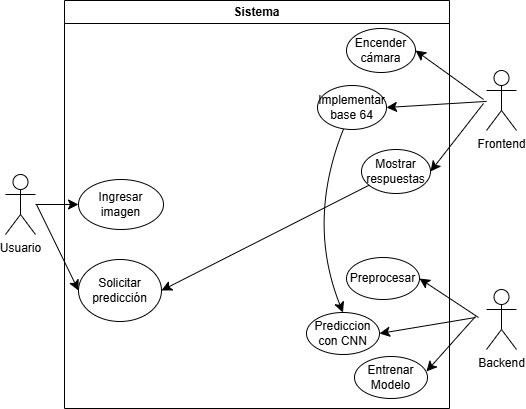 Sistema
Encender
cámara
Implementar
base 64
Frontend
Mostrar
respuestas
Ingresar
imagen
Usuario
Solicitar
predicción
Preprocesar
Prediccion
con CNN
Backend
Entrenar
Modelo